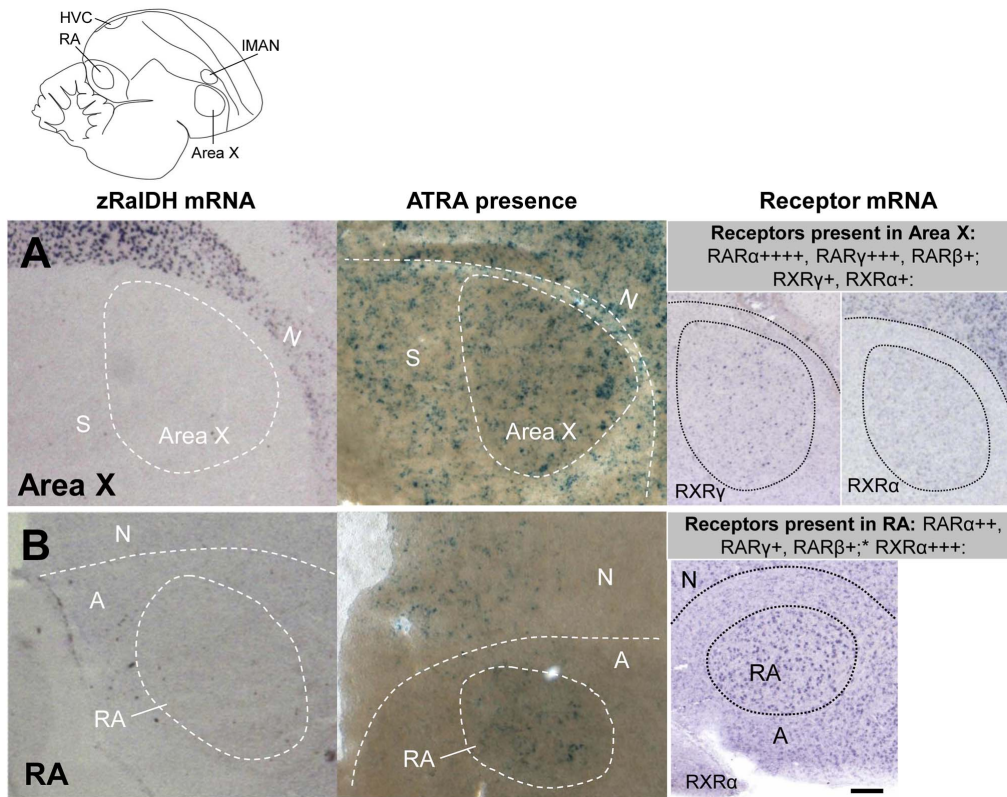 HVC
RA
lMAN
Area X
zRalDH mRNA
ATRA presence
Receptor mRNA
A
N
S
Area X
Area X
N
S
Area X
Receptors present in Area X:
RARα++++, RARγ+++, RARβ+;
RXRγ+, RXRα+:
RXRγ
RXRα
B
N
A
RA
RA
N
A
RA
Receptors present in RA: RARα++,
RARγ+, RARβ+;* RXRα+++:
N
RA
A
RXRα